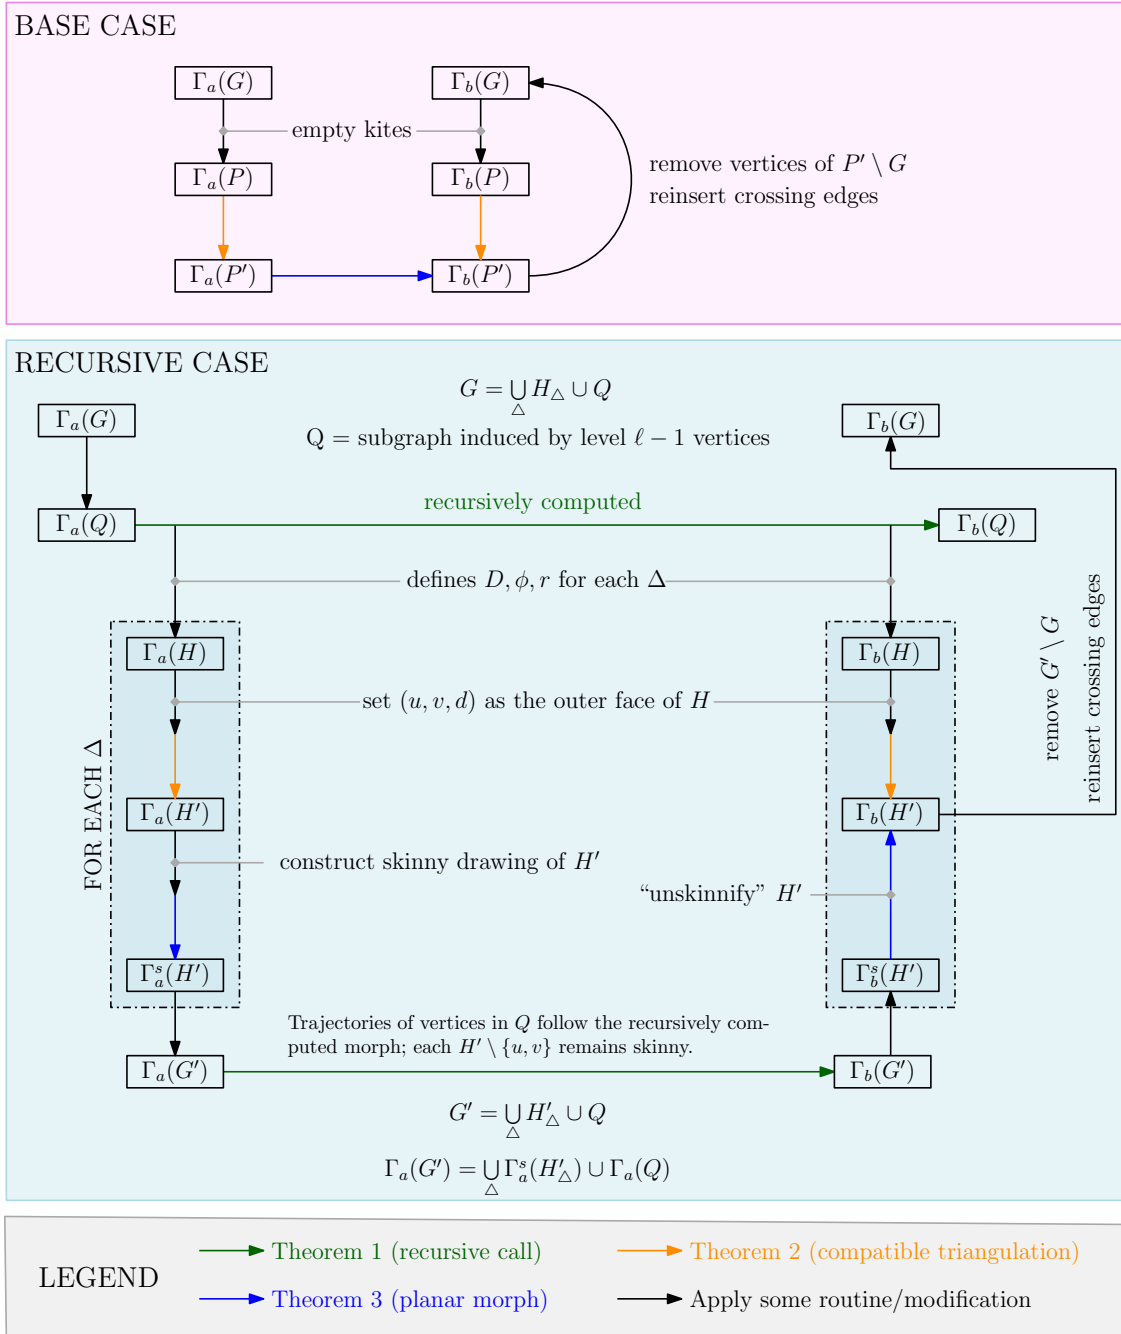 BASE CASE
Γ_a(G)
Γ_b(G)
empty kites
remove vertices of P′ \ G
reinsert crossing edges
Γ_a(P)
Γ_b(P)
Γ_a(P′)
Γ_b(P′)
RECURSIVE CASE
G = ⋃_△ H_△ ∪ Q
Γ_a(G)
Γ_b(G)
Q = subgraph induced by level ℓ − 1 vertices
recursively computed
Γ_a(Q)
Γ_b(Q)
defines D, ϕ, r for each Δ
remove G′ \ G
reinsert crossing edges
FOR EACH Δ
Γ_a(H)
Γ_b(H)
set (u, v, d) as the outer face of H
Γ_a(H′)
Γ_b(H′)
construct skinny drawing of H′
“unskinnify” H′
Γ_a^s(H′)
Γ_b^s(H′)
Trajectories of vertices in Q follow the recursively com-
puted morph; each H′ \ {u, v} remains skinny.
Γ_a(G′)
Γ_b(G′)
G′ = ⋃_△ H′_△ ∪ Q
Γ_a(G′) = ⋃_△ Γ_a^s(H′_△) ∪ Γ_a(Q)
LEGEND
Theorem 1 (recursive call)
Theorem 2 (compatible triangulation)
Theorem 3 (planar morph)
Apply some routine/modification